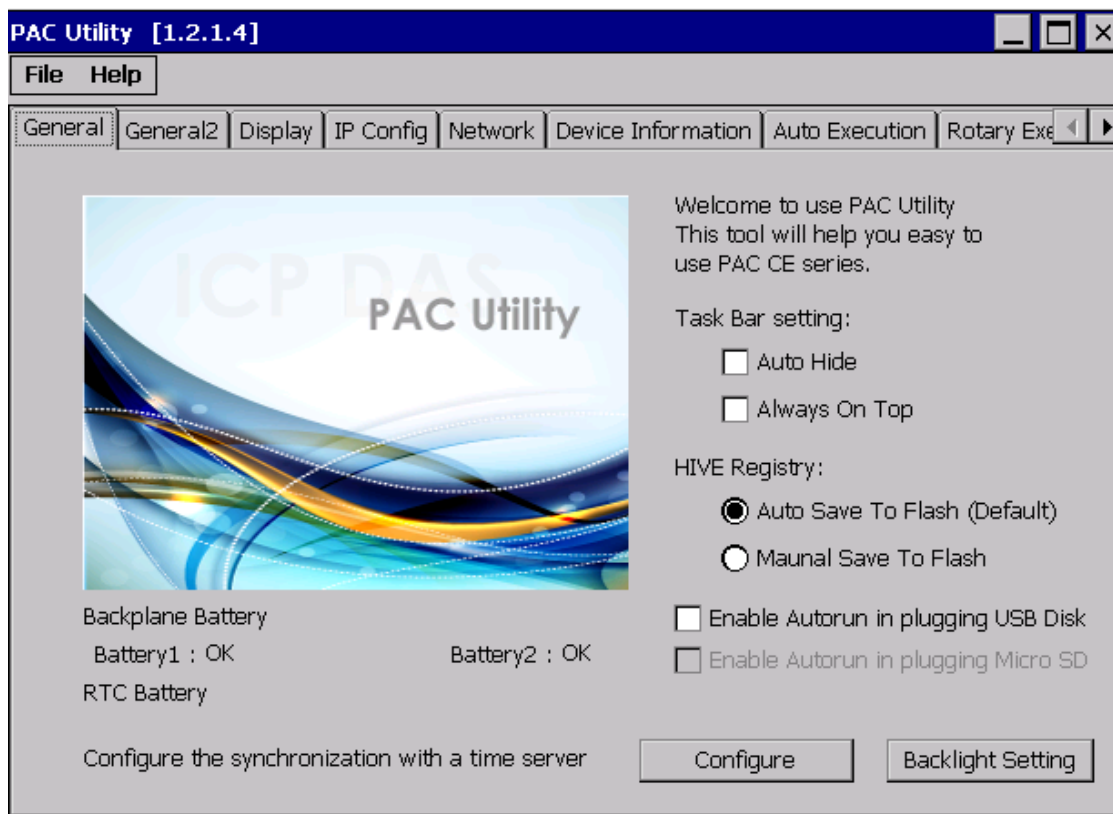 PAC Utility [1.2.1.4]
File Help
General General2 Display IP Config Network Device Information Auto Execution Rotary Exe
ICP DAS
PAC Utility
Welcome to use PAC Utility
This tool will help you easy to
use PAC CE series.
Task Bar setting:
Auto Hide
Always On Top
HIVE Registry:
Auto Save To Flash (Default)
Maunal Save To Flash
Backplane Battery
Battery1 : OK Battery2 : OK
RTC Battery
Enable Autorun in plugging USB Disk
Enable Autorun in plugging Micro SD
Configure the synchronization with a time server
Configure
Backlight Setting